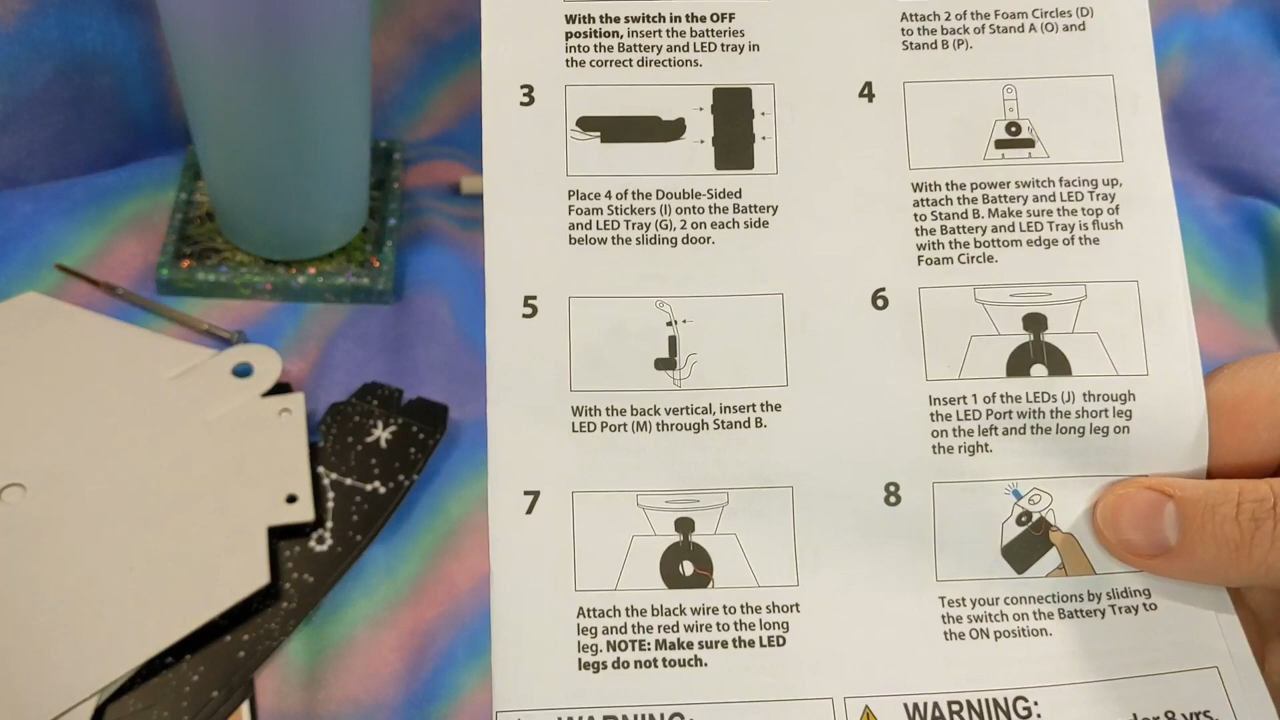 With the switch in the OFF
position, insert the batteries
into the Battery and LED tray in
the correct directions.
Attach 2 of the Foam Circles (D)
to the back of Stand A (O) and
Stand B (P).
3
Place 4 of the Double-Sided
Foam Stickers (I) onto the Battery
and LED Tray (G), 2 on each side
below the sliding door.
4
With the power switch facing up,
attach the Battery and LED Tray
to Stand B. Make sure the top of
the Battery and LED Tray is flush
with the bottom edge of the
Foam Circle.
5
With the back vertical, insert the
LED Port (M) through Stand B.
6
Insert 1 of the LEDs (J) through
the LED Port with the short leg
on the left and the long leg on
the right.
7
Attach the black wire to the short
leg and the red wire to the long
leg. NOTE: Make sure the LED
legs do not touch.
8
Test your connections by sliding
the switch on the Battery Tray to
the ON position.
WARNING:
WARNING:
8 yrs.